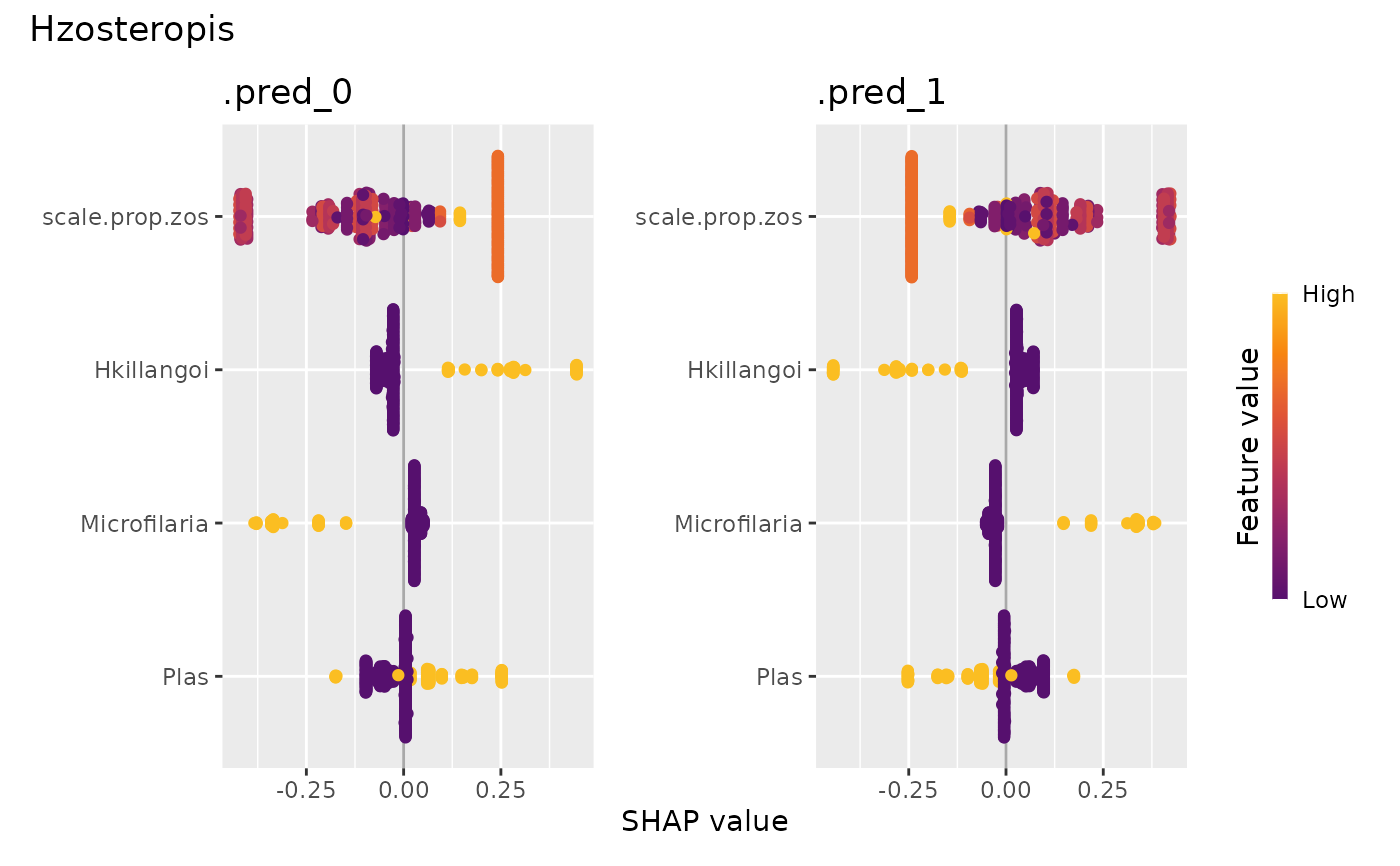 Hzosteropis
.pred_0
scale.prop.zos
Hkillangoi
Microfilaria
Plas
-0.25 0.00 0.25
.pred_1
scale.prop.zos
Hkillangoi
Microfilaria
Plas
-0.25 0.00 0.25
SHAP value
Feature value
High
Low